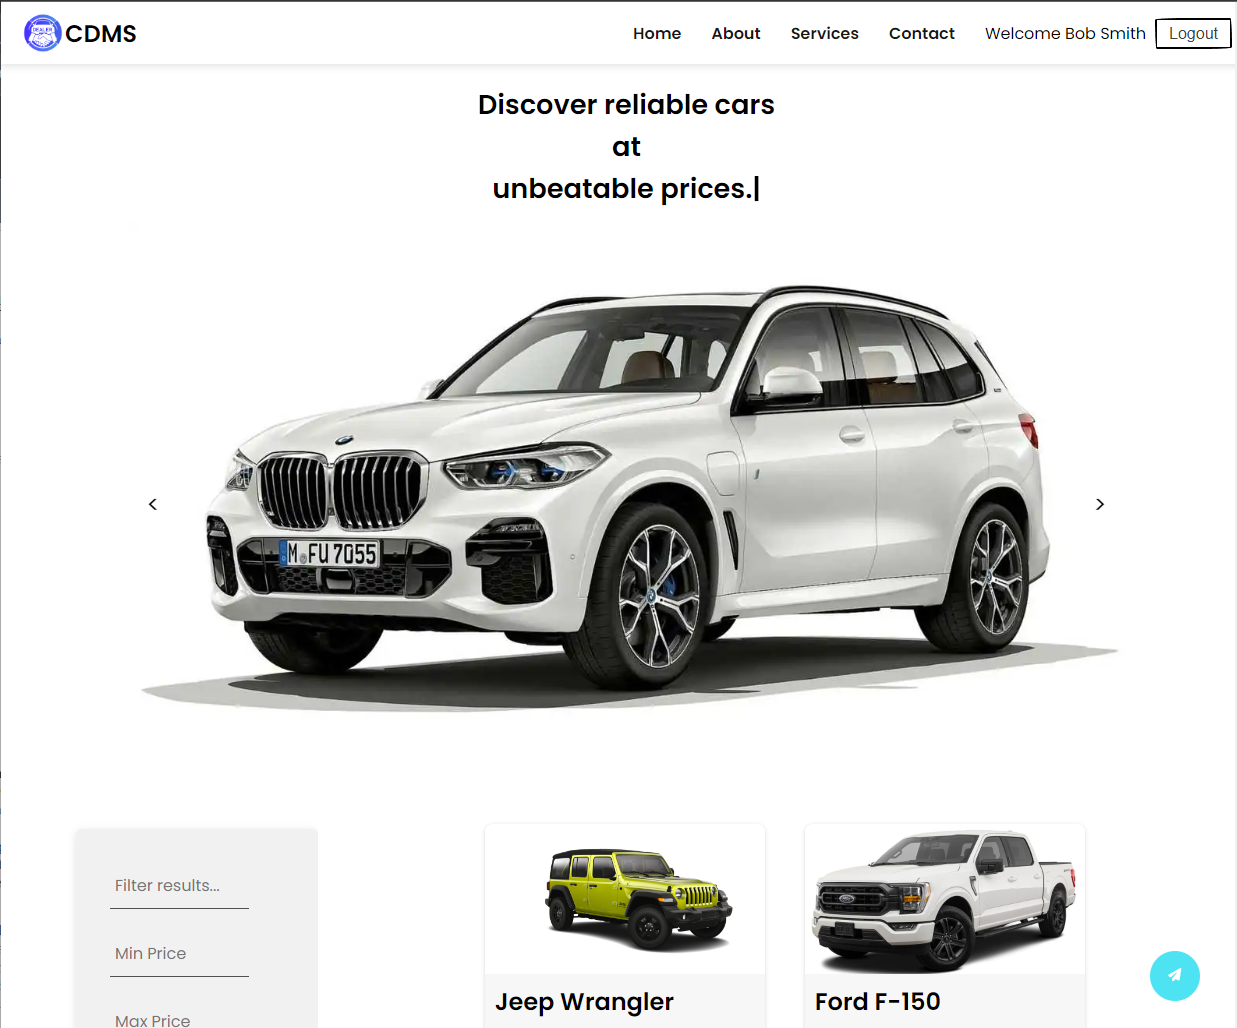 DEALER
CDMS
Home
About
Services
Contact
Welcome Bob Smith
Logout
Discover reliable cars
at
unbeatable prices.
<
M FU 7055
>
Filter results...
Min Price
Max Price
Jeep Wrangler
Ford F-150